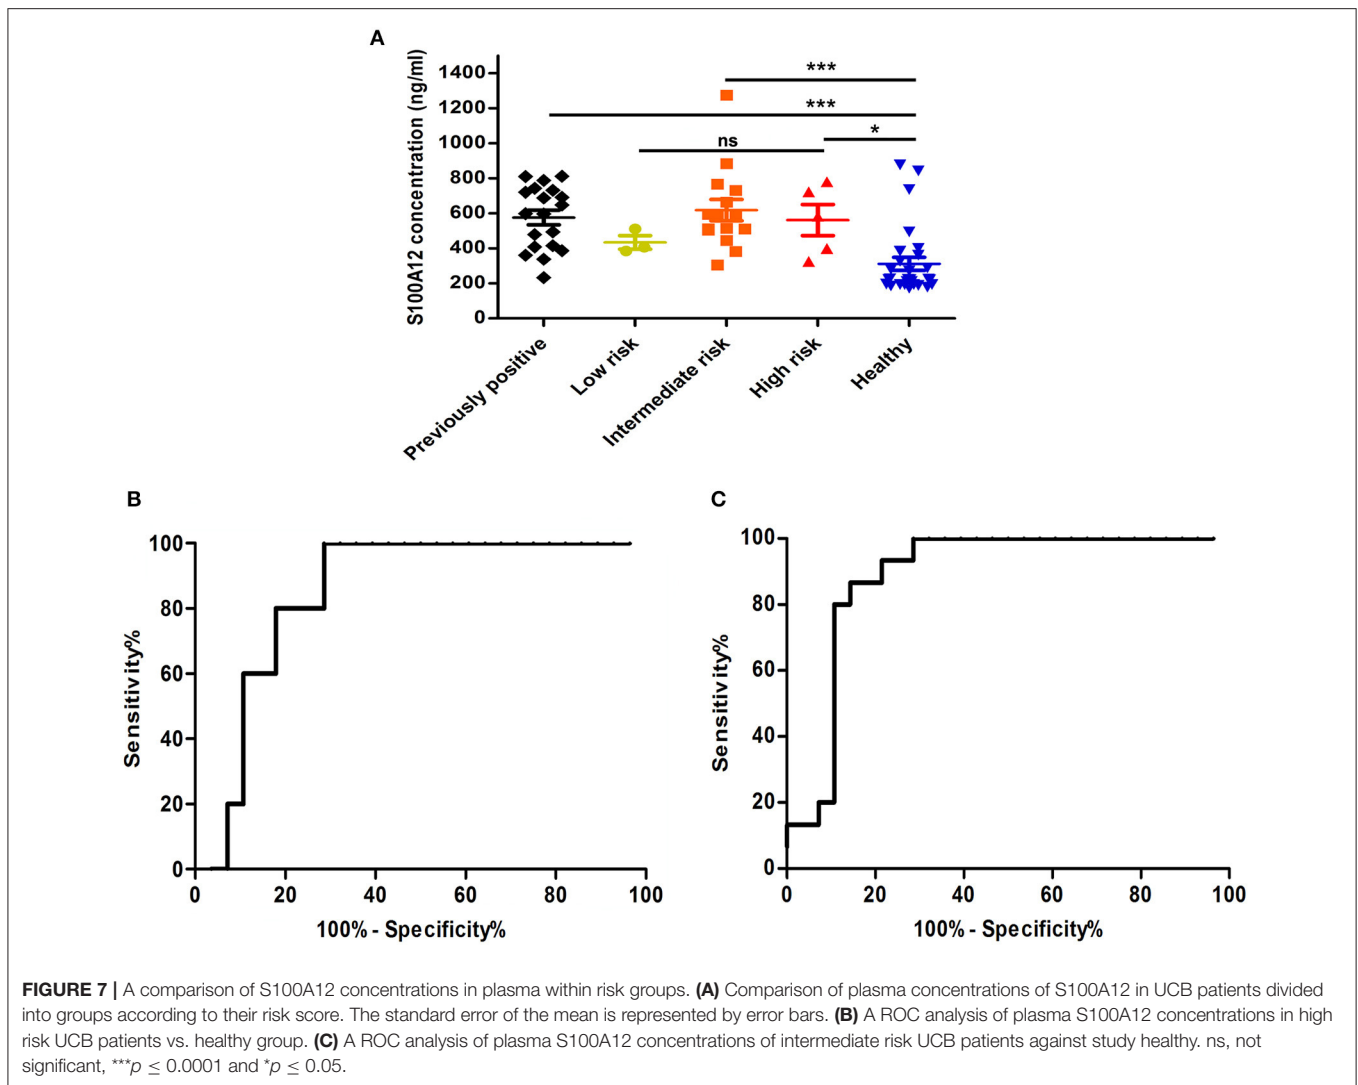 A
S100A12 concentration (ng/ml)
1400
1200
1000
800
600
400
200
0
***
***
*
ns
Previously positive
Low risk
Intermediate risk
High risk
Healthy
B
Sensitivity%
100
80
60
40
20
0
0 20 40 60 80 100
100% - Specificity%
C
Sensitivity%
100
80
60
40
20
0
0 20 40 60 80 100
100% - Specificity%
FIGURE 7 | A comparison of S100A12 concentrations in plasma within risk groups. (A) Comparison of plasma concentrations of S100A12 in UCB patients divided
into groups according to their risk score. The standard error of the mean is represented by error bars. (B) A ROC analysis of plasma S100A12 concentrations in high
risk UCB patients vs. healthy group. (C) A ROC analysis of plasma S100A12 concentrations of intermediate risk UCB patients against study healthy. ns, not
significant, ***p ≤ 0.0001 and *p ≤ 0.05.